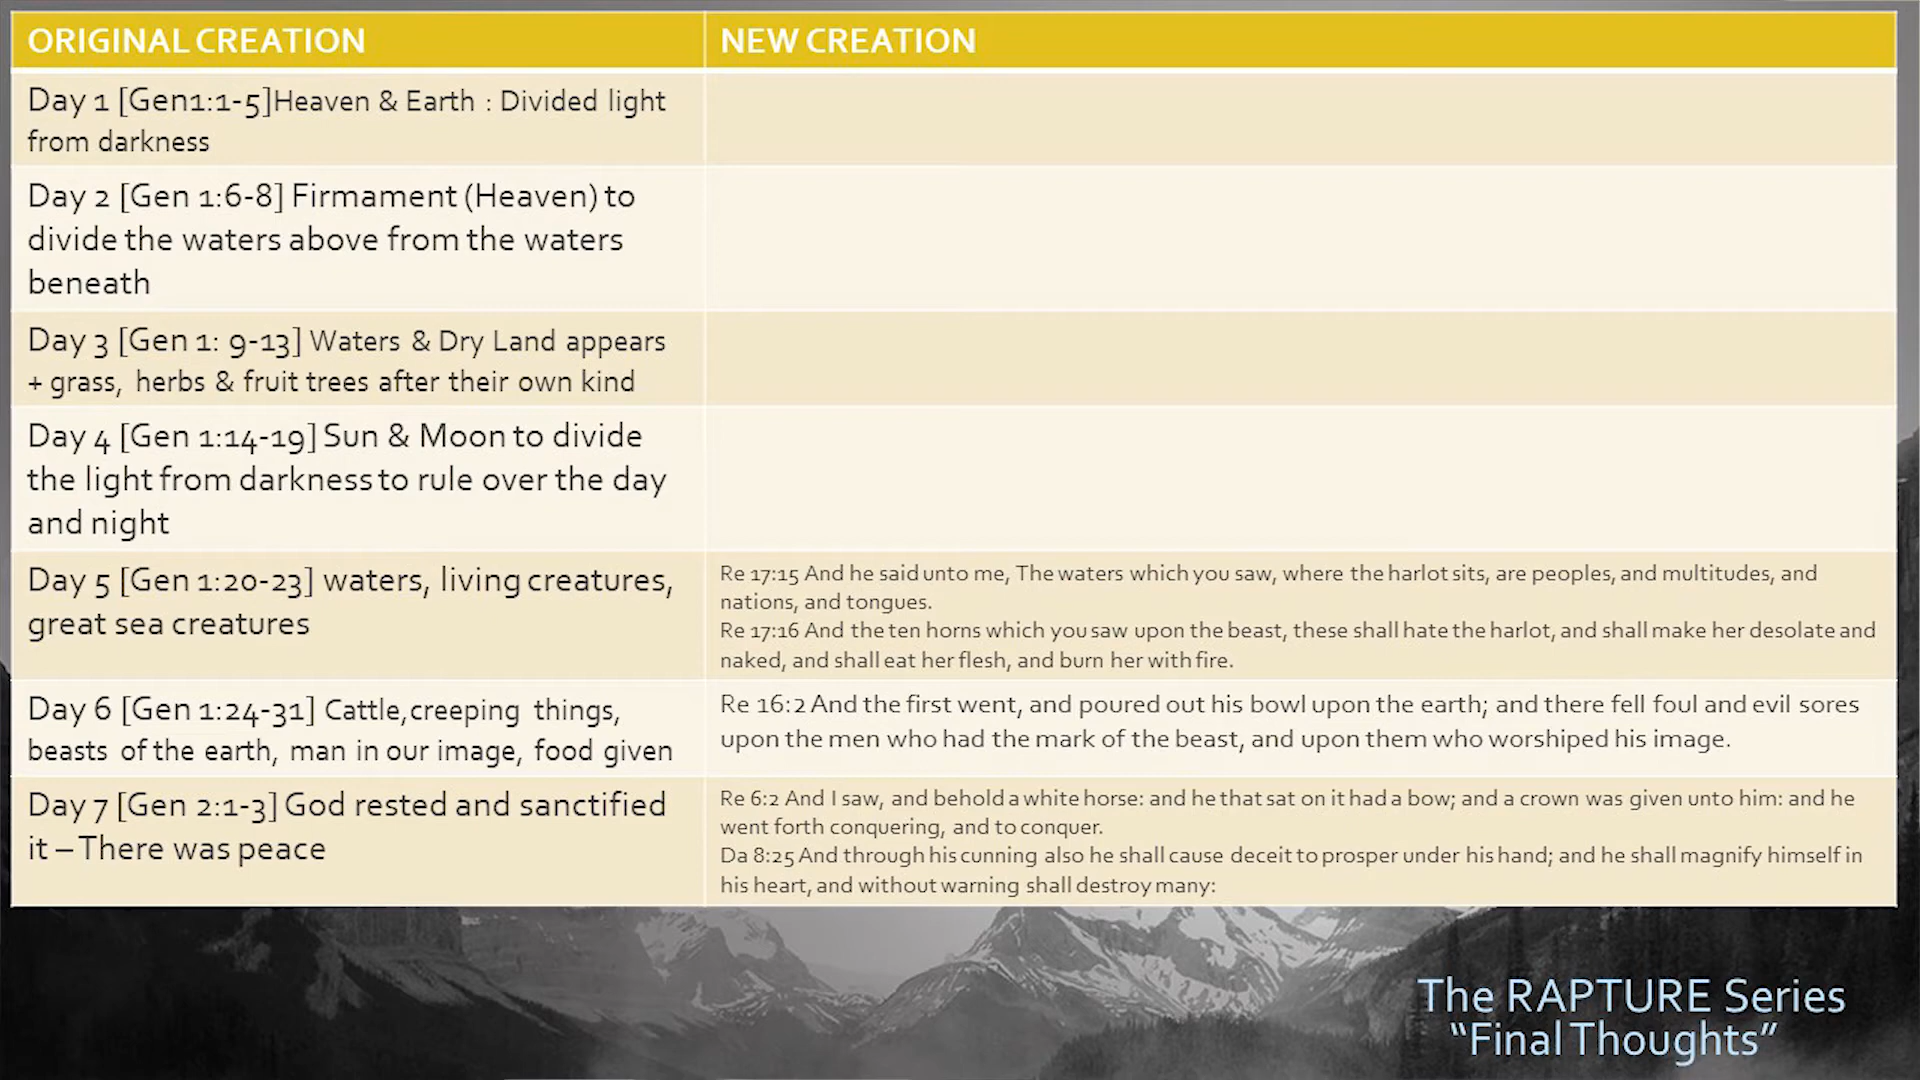 ORIGINAL CREATION
NEW CREATION
Day 1 [Gen1:1-5]Heaven & Earth : Divided light
from darkness
Day 2 [Gen 1:6-8] Firmament (Heaven) to
divide the waters above from the waters
beneath
Day 3 [Gen 1: 9-13] Waters & Dry Land appears
+ grass, herbs & fruit trees after their own kind
Day 4 [Gen 1:14-19] Sun & Moon to divide
the light from darkness to rule over the day
and night
Day 5 [Gen 1:20-23] waters, living creatures,
great sea creatures
Re 17:15 And he said unto me, The waters which you saw, where the harlot sits, are peoples, and multitudes, and
nations, and tongues.
Re 17:16 And the ten horns which you saw upon the beast, these shall hate the harlot, and shall make her desolate and
naked, and shall eat her flesh, and burn her with fire.
Day 6 [Gen 1:24-31] Cattle,creeping things,
beasts of the earth, man in our image, food given
Re 16:2 And the first went, and poured out his bowl upon the earth; and there fell foul and evil sores
upon the men who had the mark of the beast, and upon them who worshiped his image.
Day 7 [Gen 2:1-3] God rested and sanctified
it – There was peace
Re 6:2 And I saw, and behold a white horse: and he that sat on it had a bow; and a crown was given unto him: and he
went forth conquering, and to conquer.
Da 8:25 And through his cunning also he shall cause deceit to prosper under his hand; and he shall magnify himself in
his heart, and without warning shall destroy many:
The RAPTURE Series
"Final Thoughts"